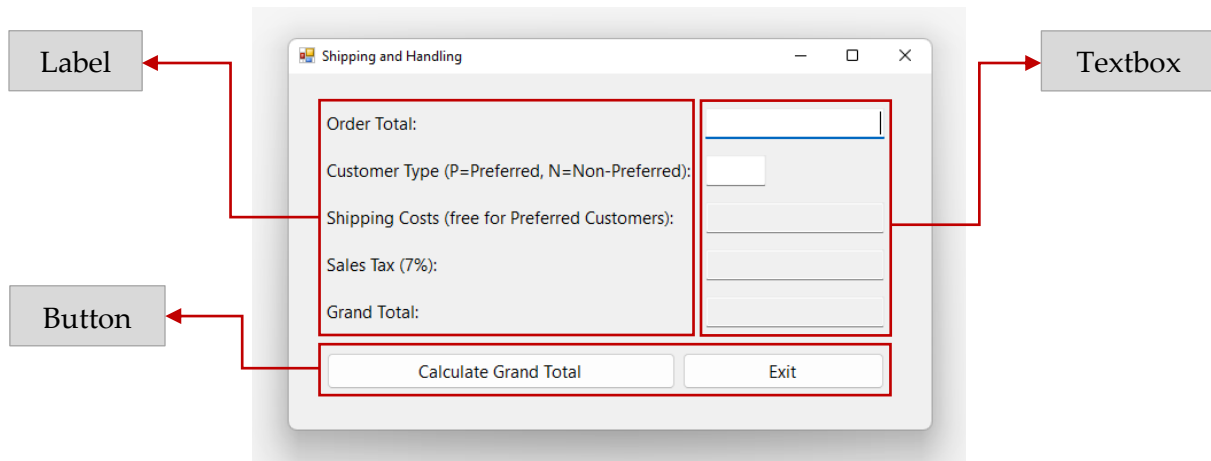 Shipping and Handling
Label
Textbox
Order Total:
Customer Type (P=Preferred, N=Non-Preferred):
Shipping Costs (free for Preferred Customers):
Sales Tax (7%):
Button
Grand Total:
Calculate Grand Total
Exit